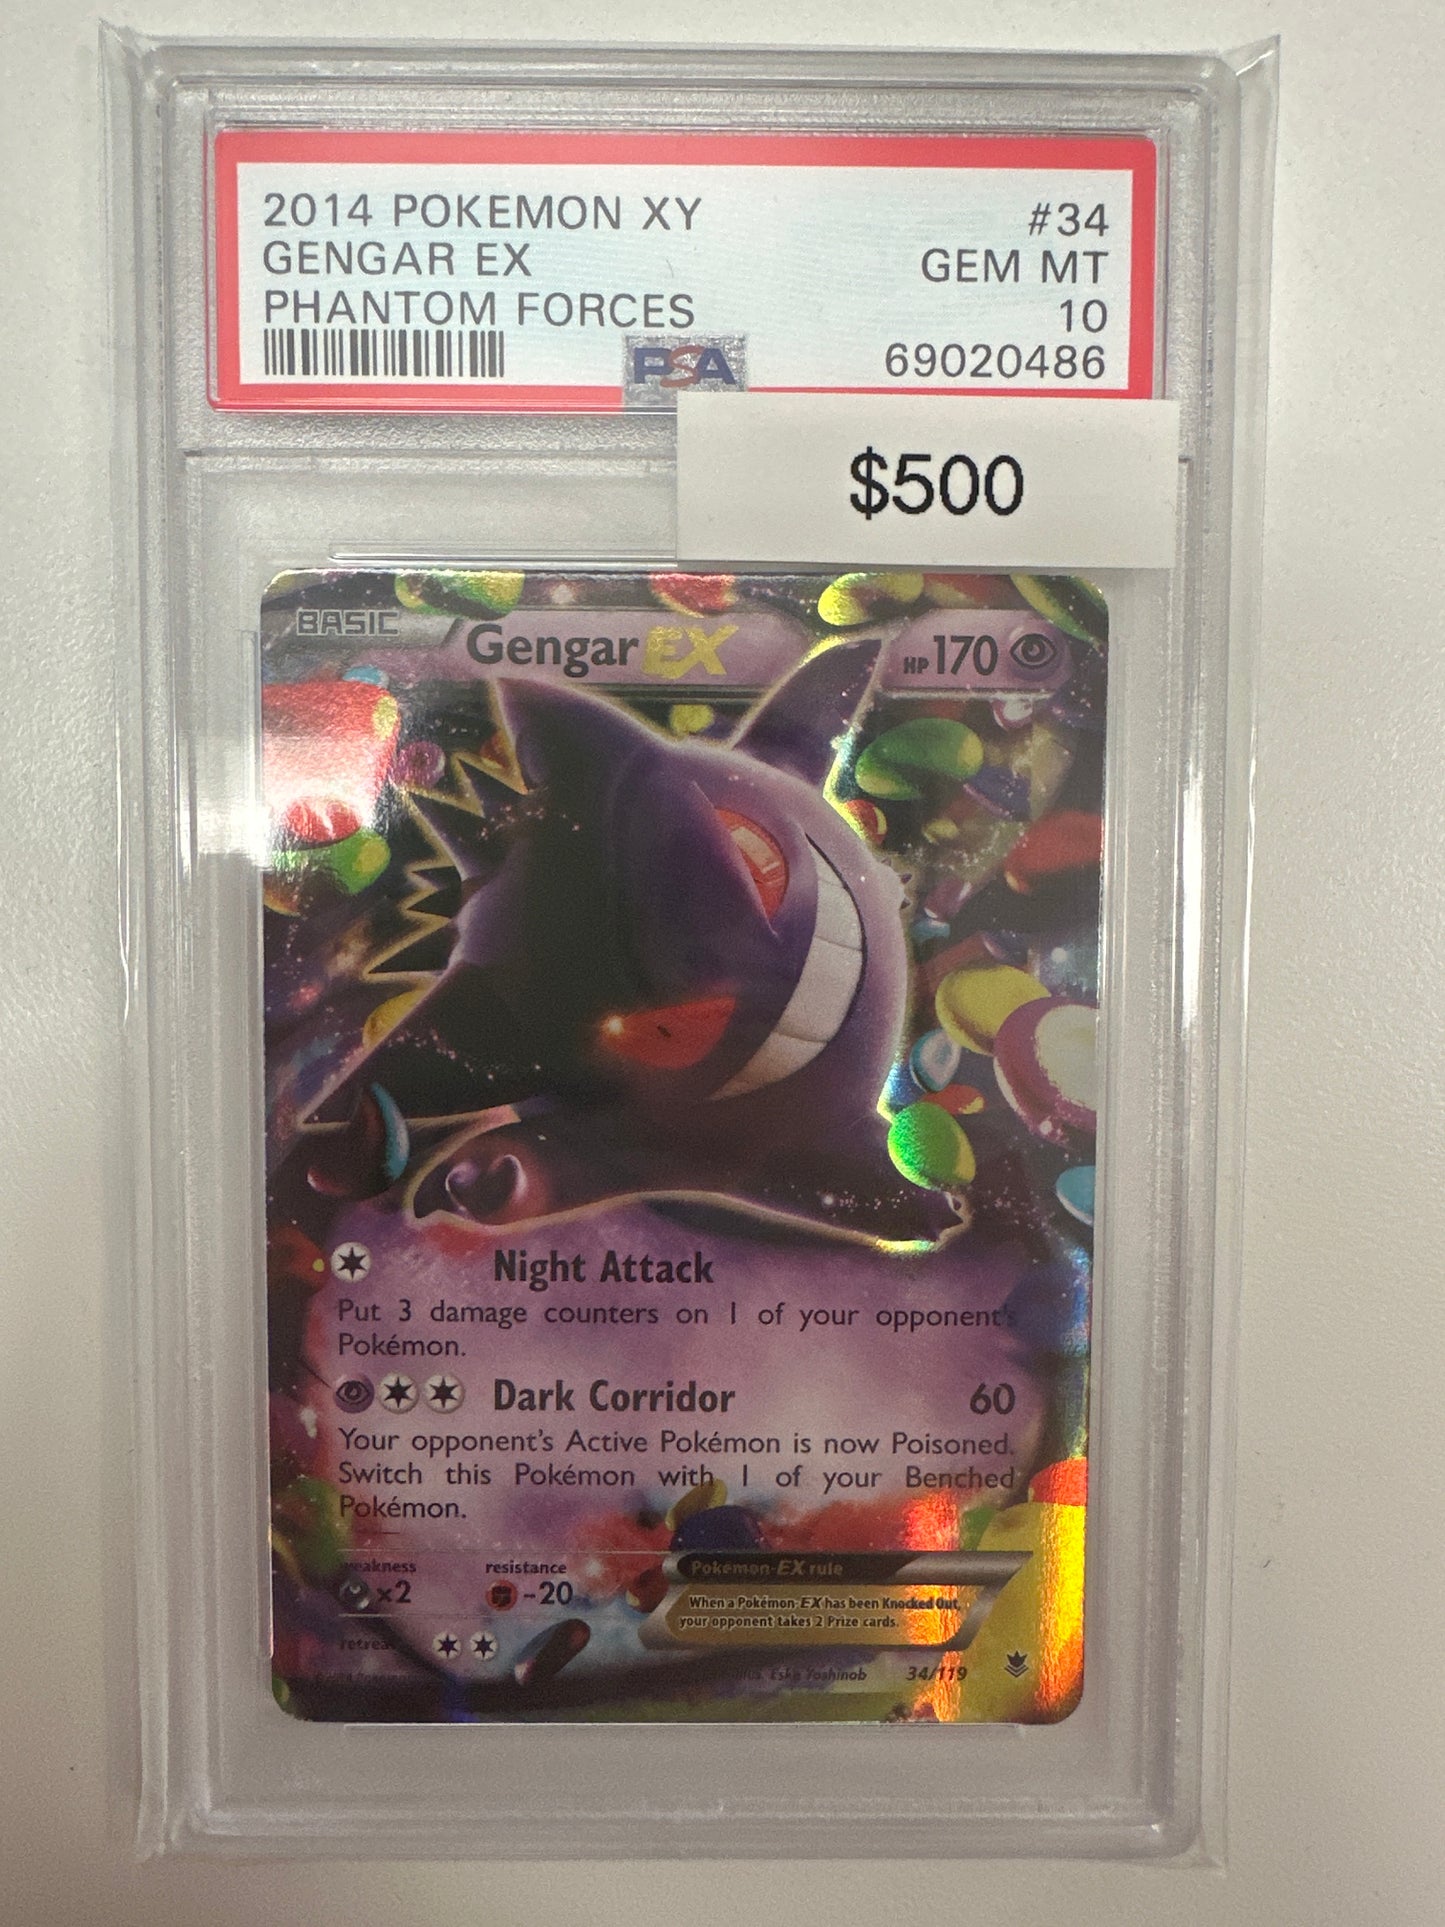 2014 POKEMON XY #34
GENGAR EX GEM MT
PHANTOM FORCES 10
PSA 69020486
$500
BASIC Gengar EX HP 170
Night Attack
Put 3 damage counters on 1 of your opponent's
Pokémon.
Dark Corridor 60
Your opponent's Active Pokémon is now Poisoned.
Switch this Pokémon with 1 of your Benched
Pokémon.
weakness resistance Pokémon-EX rule
×2 -20 When a Pokémon-EX has been Knocked Out,
your opponent takes 2 Prize cards.
34/119